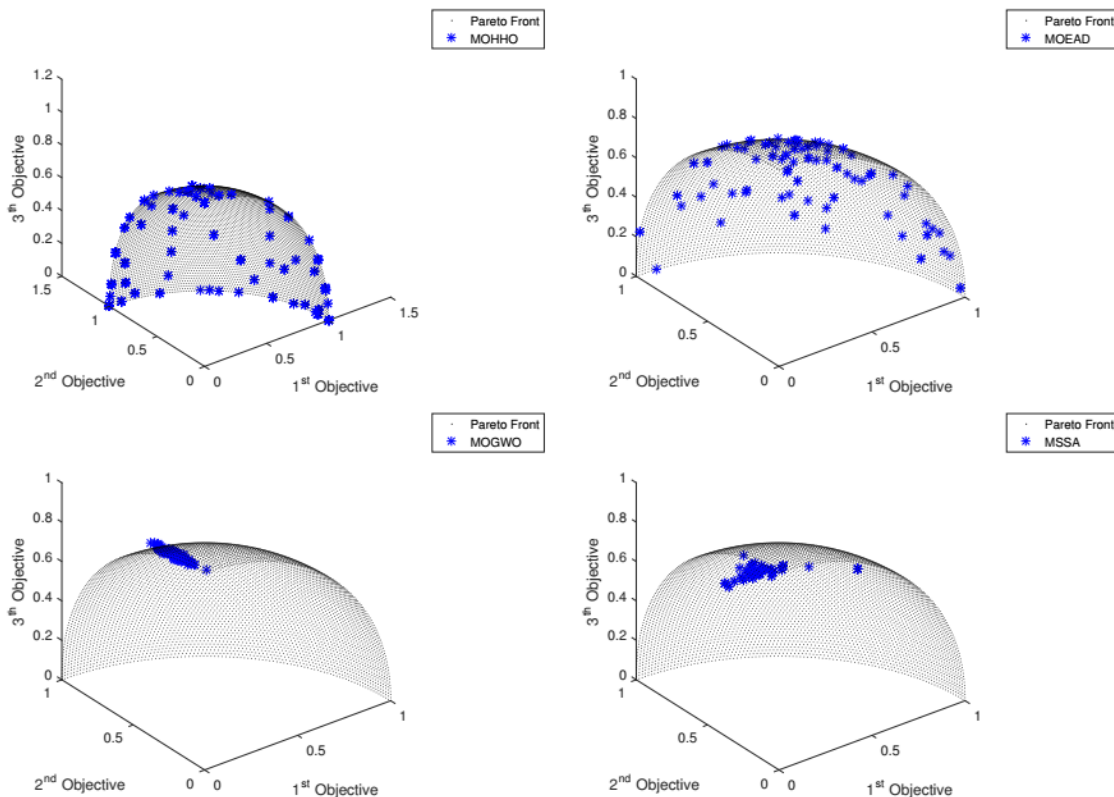 Pareto Front
MOHHO
1.2
1
0.8
0.6
0.4
0.2
0
3th Objective
1.5
1
0.5
0
2nd Objective
0
0.5
1
1.5
1st Objective
Pareto Front
MOEAD
1
0.8
0.6
0.4
0.2
0
3th Objective
1
0.5
0
2nd Objective
0
0.5
1
1st Objective
Pareto Front
MOGWO
1
0.8
0.6
0.4
0.2
0
3th Objective
1
0.5
0
2nd Objective
0
0.5
1
1st Objective
Pareto Front
MSSA
1
0.8
0.6
0.4
0.2
0
3th Objective
1
0.5
0
2nd Objective
0
0.5
1
1st Objective